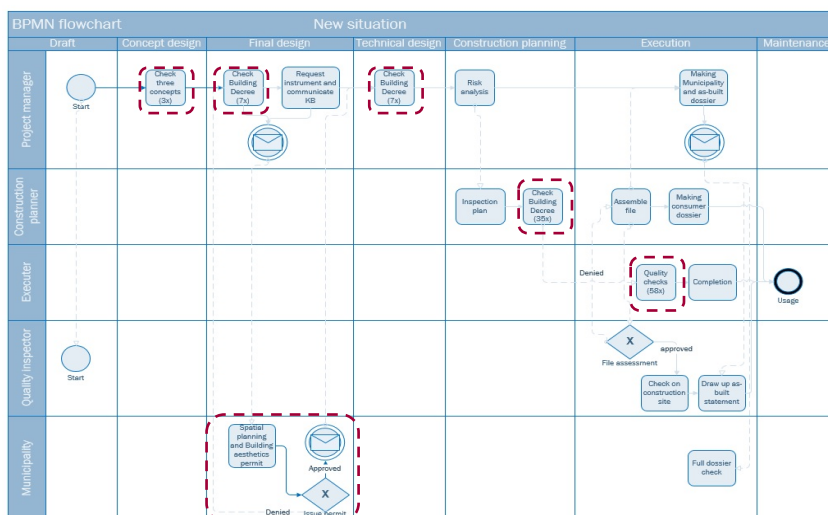 BPMN flowchart
New situation
Draft
Concept design
Final design
Technical design
Construction planning
Execution
Maintenance
Project manager
Start
Check
three
concepts
(3x)
Check
Building
Decree
(7x)
Request
instrument and
communicate
KB
Check
Building
Decree
(7x)
Risk
analysis
Making
Municipality
and as-built
dossier
Construction
planner
Inspection
plan
Check
Building
Decree
(35x)
Assemble
file
Making
consumer
dossier
Executer
Denied
Quality
checks
(58x)
Completion
Usage
Quality inspector
Start
X
File assessment
approved
Check on
construction
site
Draw up as-
built
statement
Municipality
Spatial
planning
and Building
aesthetics
permit
Approved
X
Denied
Issue permit
Full dossier
check